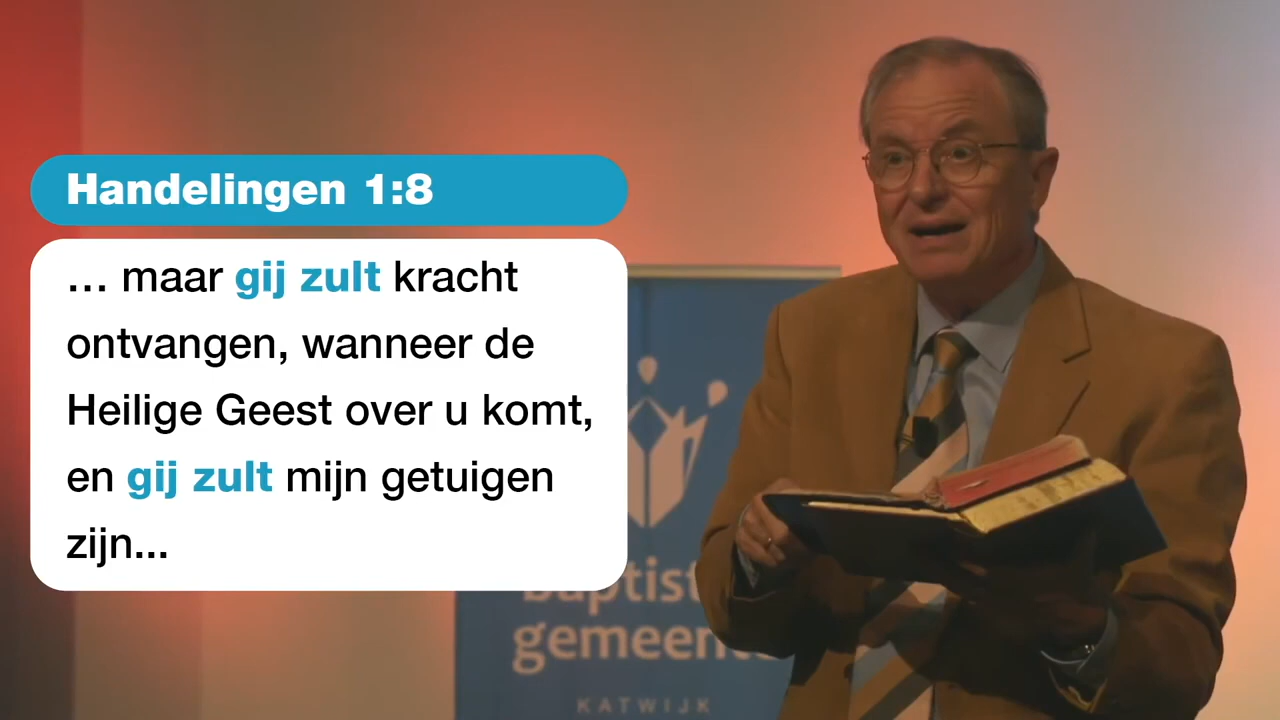 Handelingen 1:8
... maar gij zult kracht
ontvangen, wanneer de
Heilige Geest over u komt,
en gij zult mijn getuigen
zijn...
baptist
gemeente
KATWIJK